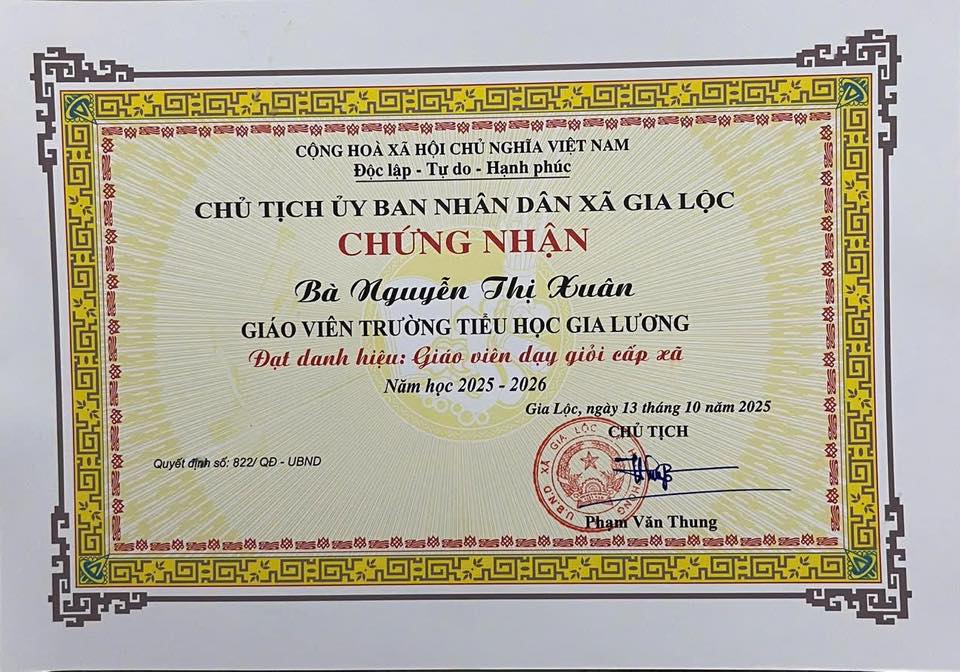 CỘNG HOÀ XÃ HỘI CHỦ NGHĨA VIỆT NAM
Độc lập - Tự do - Hạnh phúc
CHỦ TỊCH ỦY BAN NHÂN DÂN XÃ GIA LỘC
CHỨNG NHẬN
Bà Nguyễn Thị Xuân
GIÁO VIÊN TRƯỜNG TIỂU HỌC GIA LƯƠNG
Đạt danh hiệu: Giáo viên dạy giỏi cấp xã
Năm học 2025 - 2026
Gia Lộc, ngày 13 tháng 10 năm 2025
CHỦ TỊCH
Quyết định số: 822/ QĐ - UBND
U.B.N.D XÃ GIA LỘC
Phạm Văn Thung